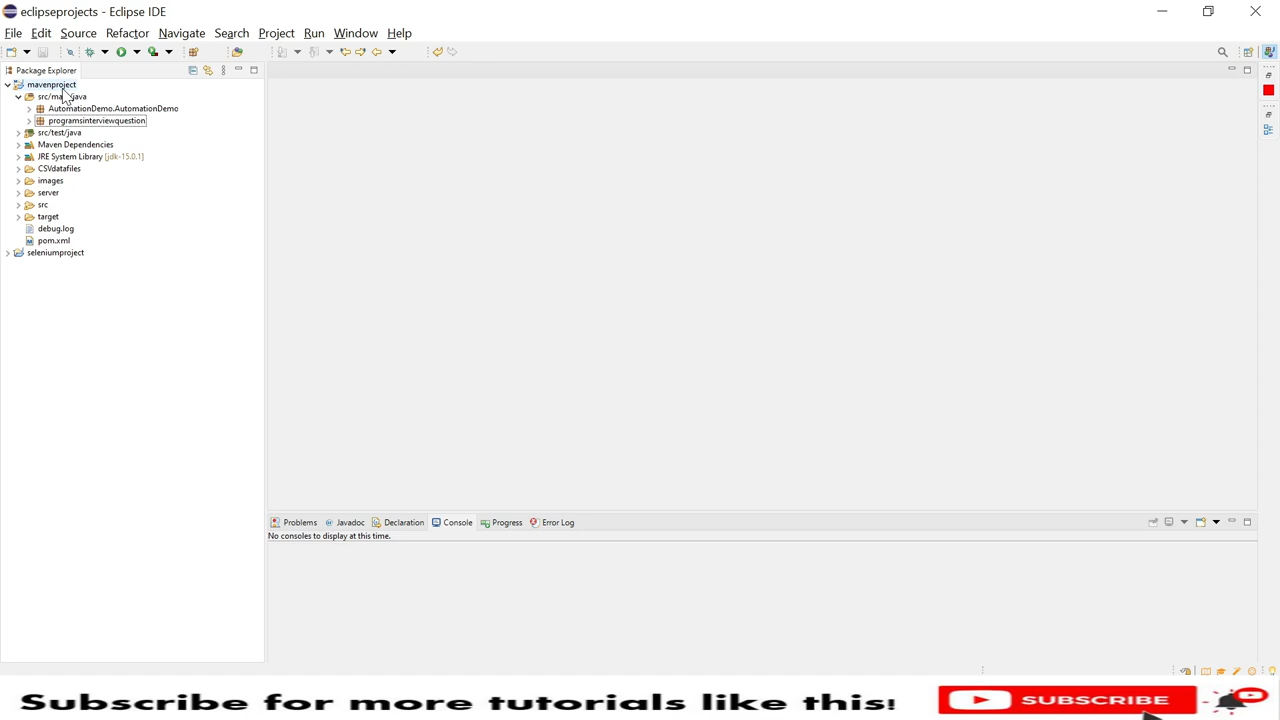 eclipseprojects - Eclipse IDE
File Edit Source Refactor Navigate Search Project Run Window Help
Package Explorer
mavenproject
src/main/java
AutomationDemo.AutomationDemo
programsinterviewquestion
src/test/java
Maven Dependencies
JRE System Library [jdk-15.0.1]
CSVdatafiles
images
server
src
target
debug.log
pom.xml
seleniumproject
Problems Javadoc Declaration Console Progress Error Log
No consoles to display at this time.
Subscribe for more tutorials like this! SUBSCRIBE